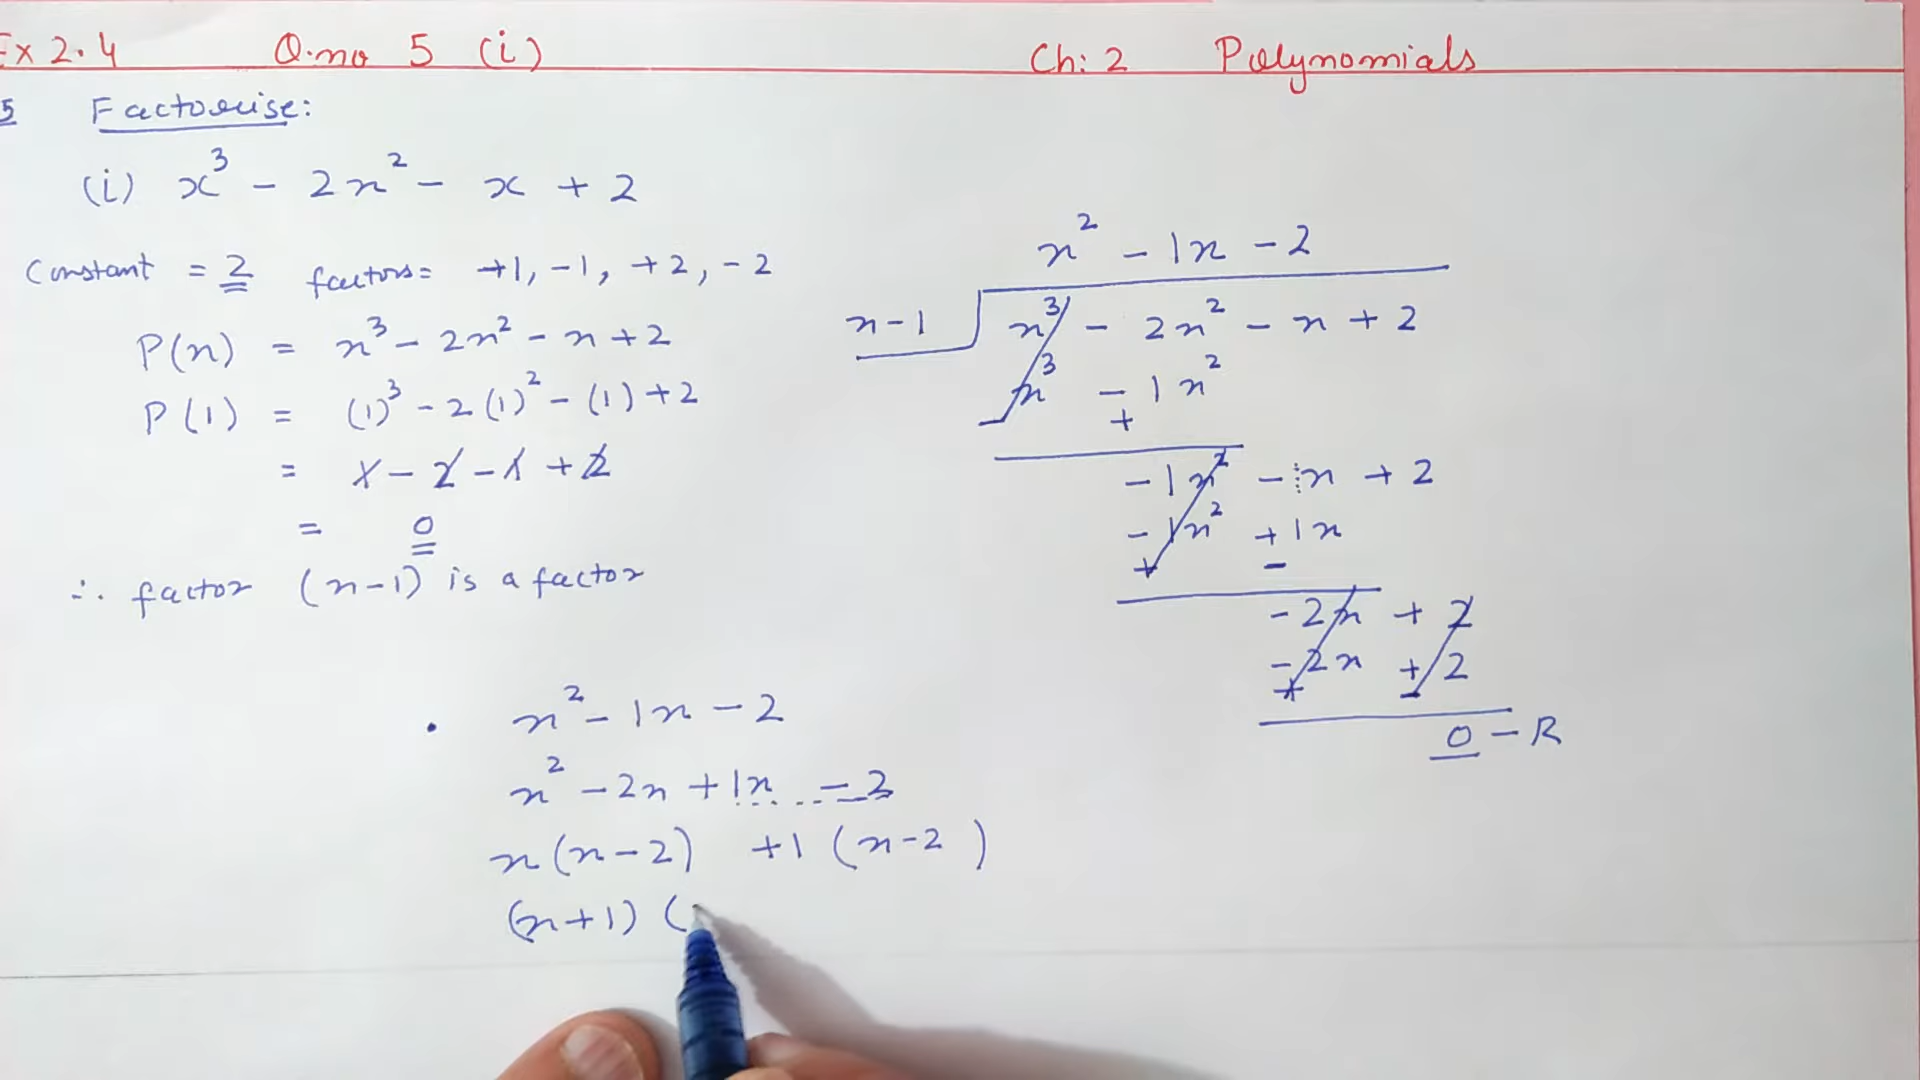 Ex 2.4 Q.no 5 (i) Ch: 2 Polynomials
5 Factorise:
(i) x³ - 2x² - x + 2
Constant = 2 factors= +1, -1, +2, -2
P(x) = x³ - 2x² - x + 2
P(1) = (1)³ - 2(1)² - (1) + 2
= 1 - 2 - 1 + 2
= 0
∴ factor (x-1) is a factor
x² - 1x - 2
x² - 2x + 1x - 2
x(x-2) +1(x-2)
(x+1) (
x² - 1x - 2
x-1 x³ - 2x² - x + 2
x³ - 1x²
- +
-1x² - x + 2
-1x² + 1x
+ -
-2x + 2
-2x + 2
+ -
0 - R